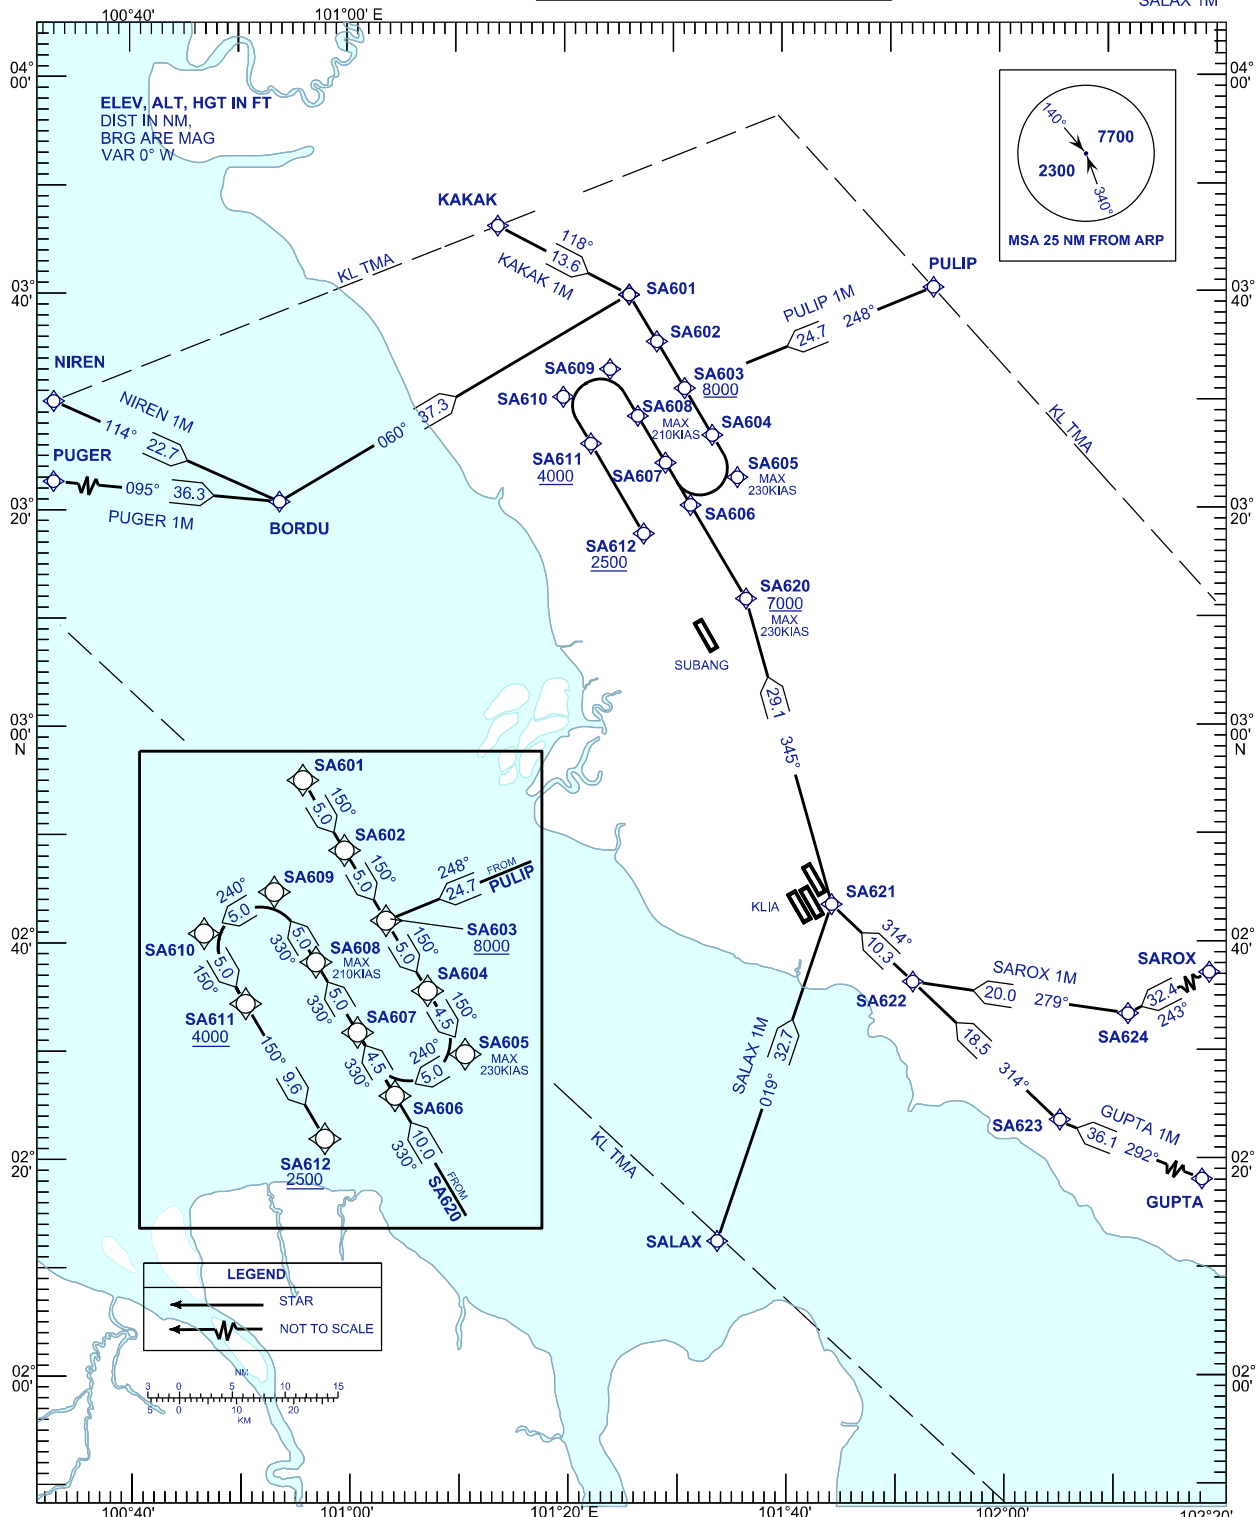 SALAX 1M
100°40'
101°00' E
04°
00'
04°
00'
ELEV, ALT, HGT IN FT
DIST IN NM,
BRG ARE MAG
VAR 0° W
140°
7700
2300
340°
MSA 25 NM FROM ARP
KAKAK
118°
13.6
KAKAK 1M
KL TMA
PULIP
PULIP 1M
24.7 248°
03°
40'
03°
40'
SA601
SA602
SA603
8000
SA604
SA605
MAX
230KIAS
SA606
SA607
SA608
MAX
210KIAS
SA609
SA610
SA611
4000
SA612
2500
NIREN
NIREN 1M
114° 22.7
PUGER
095° 36.3
PUGER 1M
BORDU
060° 37.3
KL TMA
03°
20'
03°
20'
SA620
7000
MAX
230KIAS
SUBANG
29.1 345°
03°
00'
N
03°
00'
N
SA601
150°
5.0
SA602
150°
5.0
248°
24.7
FROM
PULIP
SA603
8000
150°
5.0
SA604
150°
4.5
SA605
MAX
230KIAS
240°
5.0
SA606
330°
4.5
SA607
330°
5.0
SA608
MAX
210KIAS
330°
5.0
SA609
240°
5.0
SA610
150°
5.0
SA611
4000
150° 9.6
SA612
2500
10.0
330°
FROM
SA620
KLIA
SA621
314°
10.3
SA622
SAROX 1M
20.0 279°
SAROX
32.4
243°
SA624
18.5 314°
SA623
GUPTA 1M
36.1 292°
GUPTA
SALAX 1M
019° 32.7
SALAX
KL TMA
02°
40'
02°
40'
02°
20'
02°
20'
LEGEND
STAR
NOT TO SCALE
NM
3 0 5 10 15
5 0 10 20
KM
02°
00'
02°
00'
100°40'
101°00'
101°20'
101°40'
102°00'
102°20'